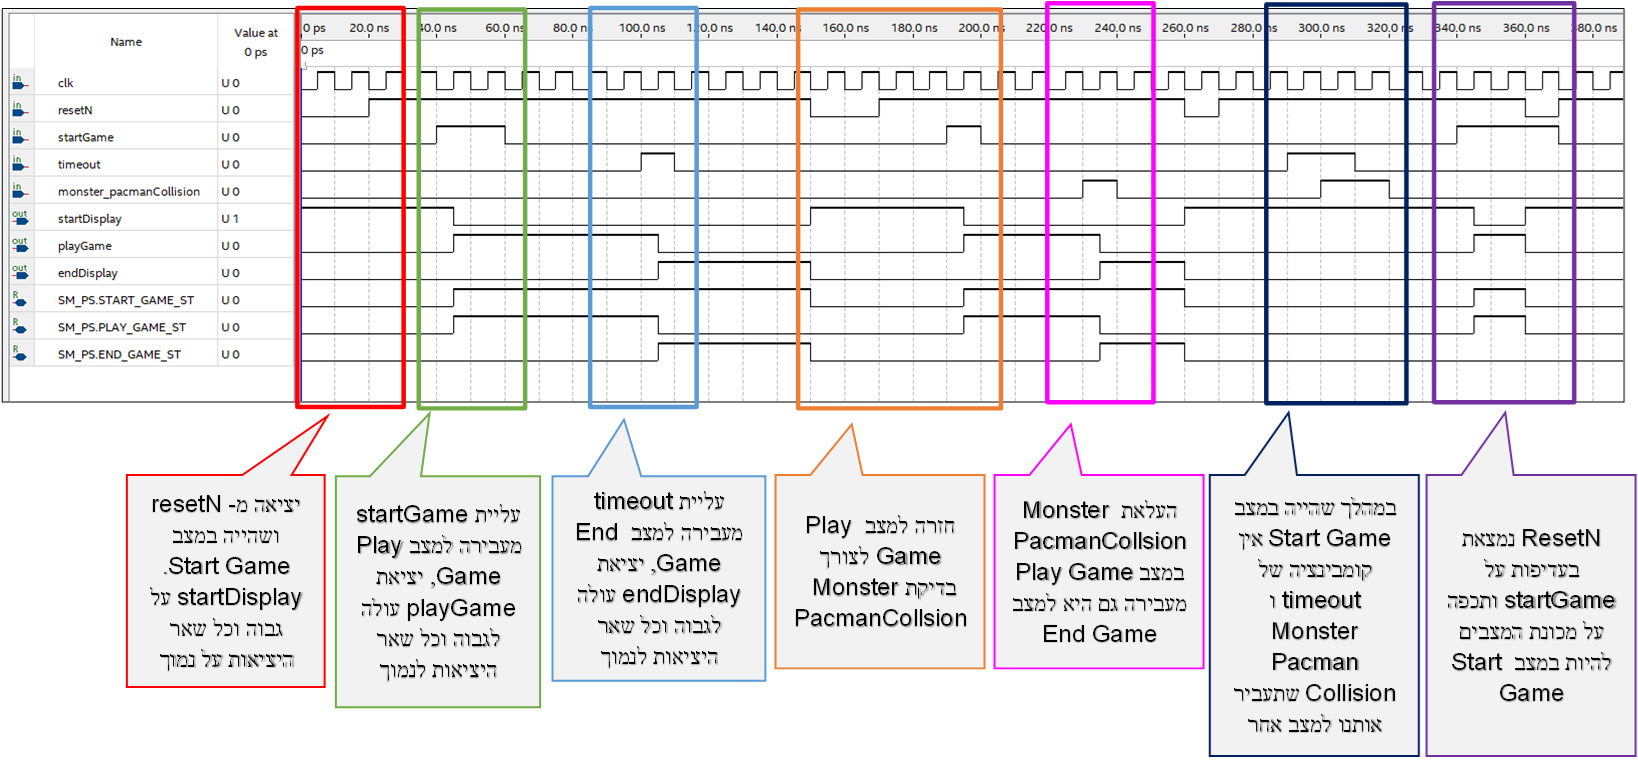 Name
Value at
0 ps
0 ps 20.0 ns 40.0 ns 60.0 ns 80.0 ns 100.0 ns 120.0 ns 140.0 ns 160.0 ns 180.0 ns 200.0 ns 220.0 ns 240.0 ns 260.0 ns 280.0 ns 300.0 ns 320.0 ns 340.0 ns 360.0 ns 380.0 ns
0 ps
in clk U 0
in resetN U 0
in startGame U 0
in timeout U 0
in monster_pacmanCollision U 0
out startDisplay U 1
out playGame U 0
out endDisplay U 0
R SM_PS.START_GAME_ST U 0
R SM_PS.PLAY_GAME_ST U 0
R SM_PS.END_GAME_ST U 0
יציאה מ- resetN
ושהייה במצב
Start Game.
startDisplay על
גבוה וכל שאר
היציאות על נמוך
עליית startGame
מעבירה למצב Play
Game, יציאת
playGame עולה
לגבוה וכל שאר
היציאות לנמוך
עליית timeout
מעבירה למצב End
Game, יציאת
endDisplay עולה
לגבוה וכל שאר
היציאות לנמוך
חזרה למצב Play
Game לצורך
בדיקת Monster
PacmanCollsion
העלאת Monster
PacmanCollsion
במצב Play Game
מעבירה גם היא למצב
End Game
במהלך שהייה במצב
Start Game אין
קומבינציה של
timeout ו
Monster
Pacman
Collision שתעביר
אותנו למצב אחר
ResetN נמצאת
בעדיפות על
startGame ותכפה
על מכונת המצבים
להיות במצב Start
Game